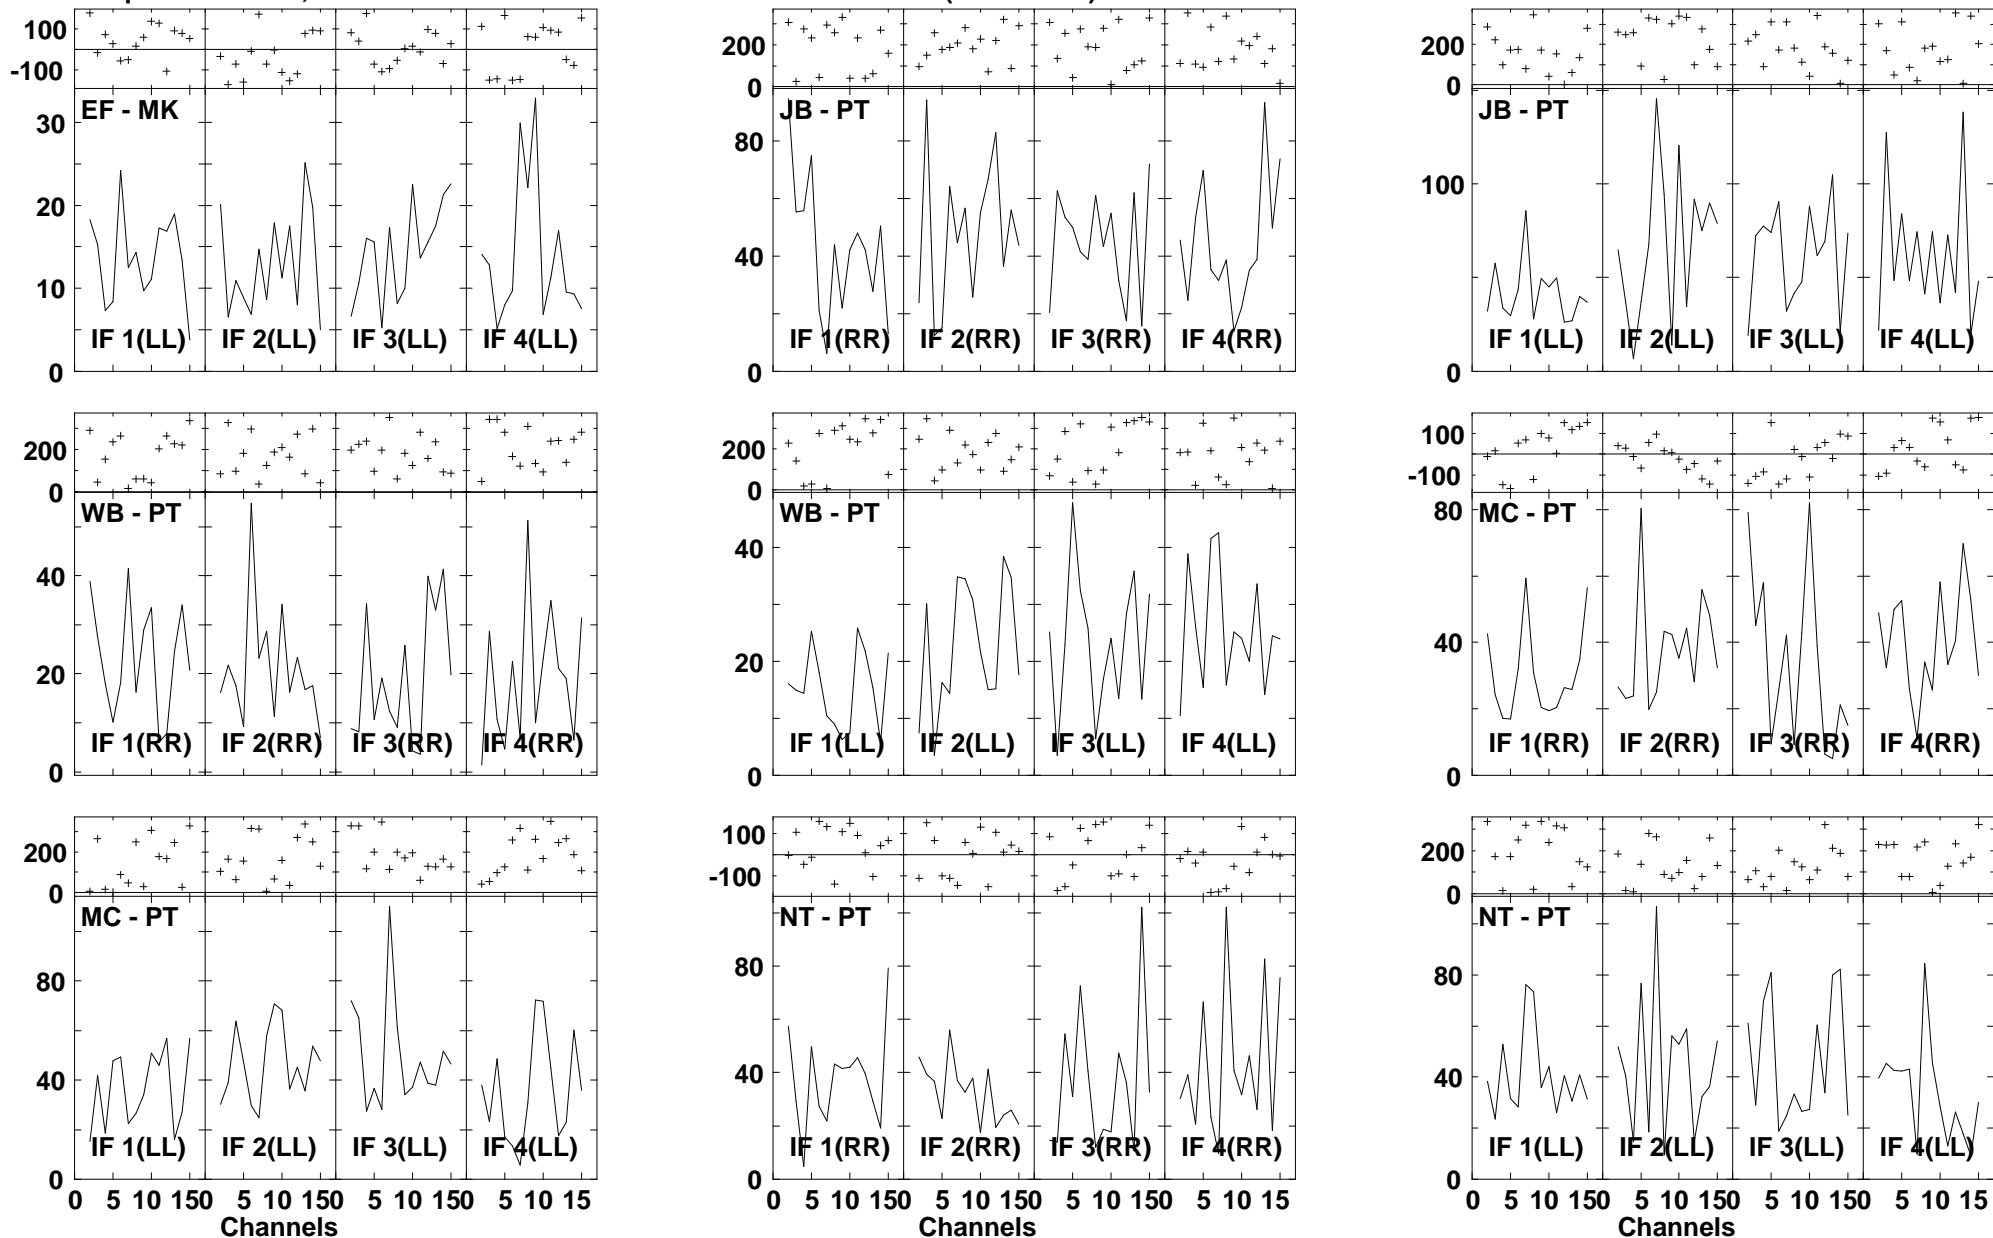 100
-100
EF - MK
30
20
10
0
IF 1(LL) IF 2(LL) IF 3(LL) IF 4(LL)
200
0
JB - PT
80
40
0
IF 1(RR) IF 2(RR) IF 3(RR) IF 4(RR)
200
0
JB - PT
100
0
IF 1(LL) IF 2(LL) IF 3(LL) IF 4(LL)
200
0
WB - PT
40
20
0
IF 1(RR) IF 2(RR) IF 3(RR) IF 4(RR)
200
0
WB - PT
40
20
0
IF 1(LL) IF 2(LL) IF 3(LL) IF 4(LL)
100
-100
MC - PT
80
40
0
IF 1(RR) IF 2(RR) IF 3(RR) IF 4(RR)
200
0
MC - PT
80
40
0
IF 1(LL) IF 2(LL) IF 3(LL) IF 4(LL)
0 5 10 150 5 10 150 5 10 150 5 10 15
Channels
100
-100
NT - PT
80
40
0
IF 1(RR) IF 2(RR) IF 3(RR) IF 4(RR)
0 5 10 150 5 10 150 5 10 150 5 10 15
Channels
200
0
NT - PT
80
40
0
IF 1(LL) IF 2(LL) IF 3(LL) IF 4(LL)
0 5 10 150 5 10 150 5 10 150 5 10 15
Channels